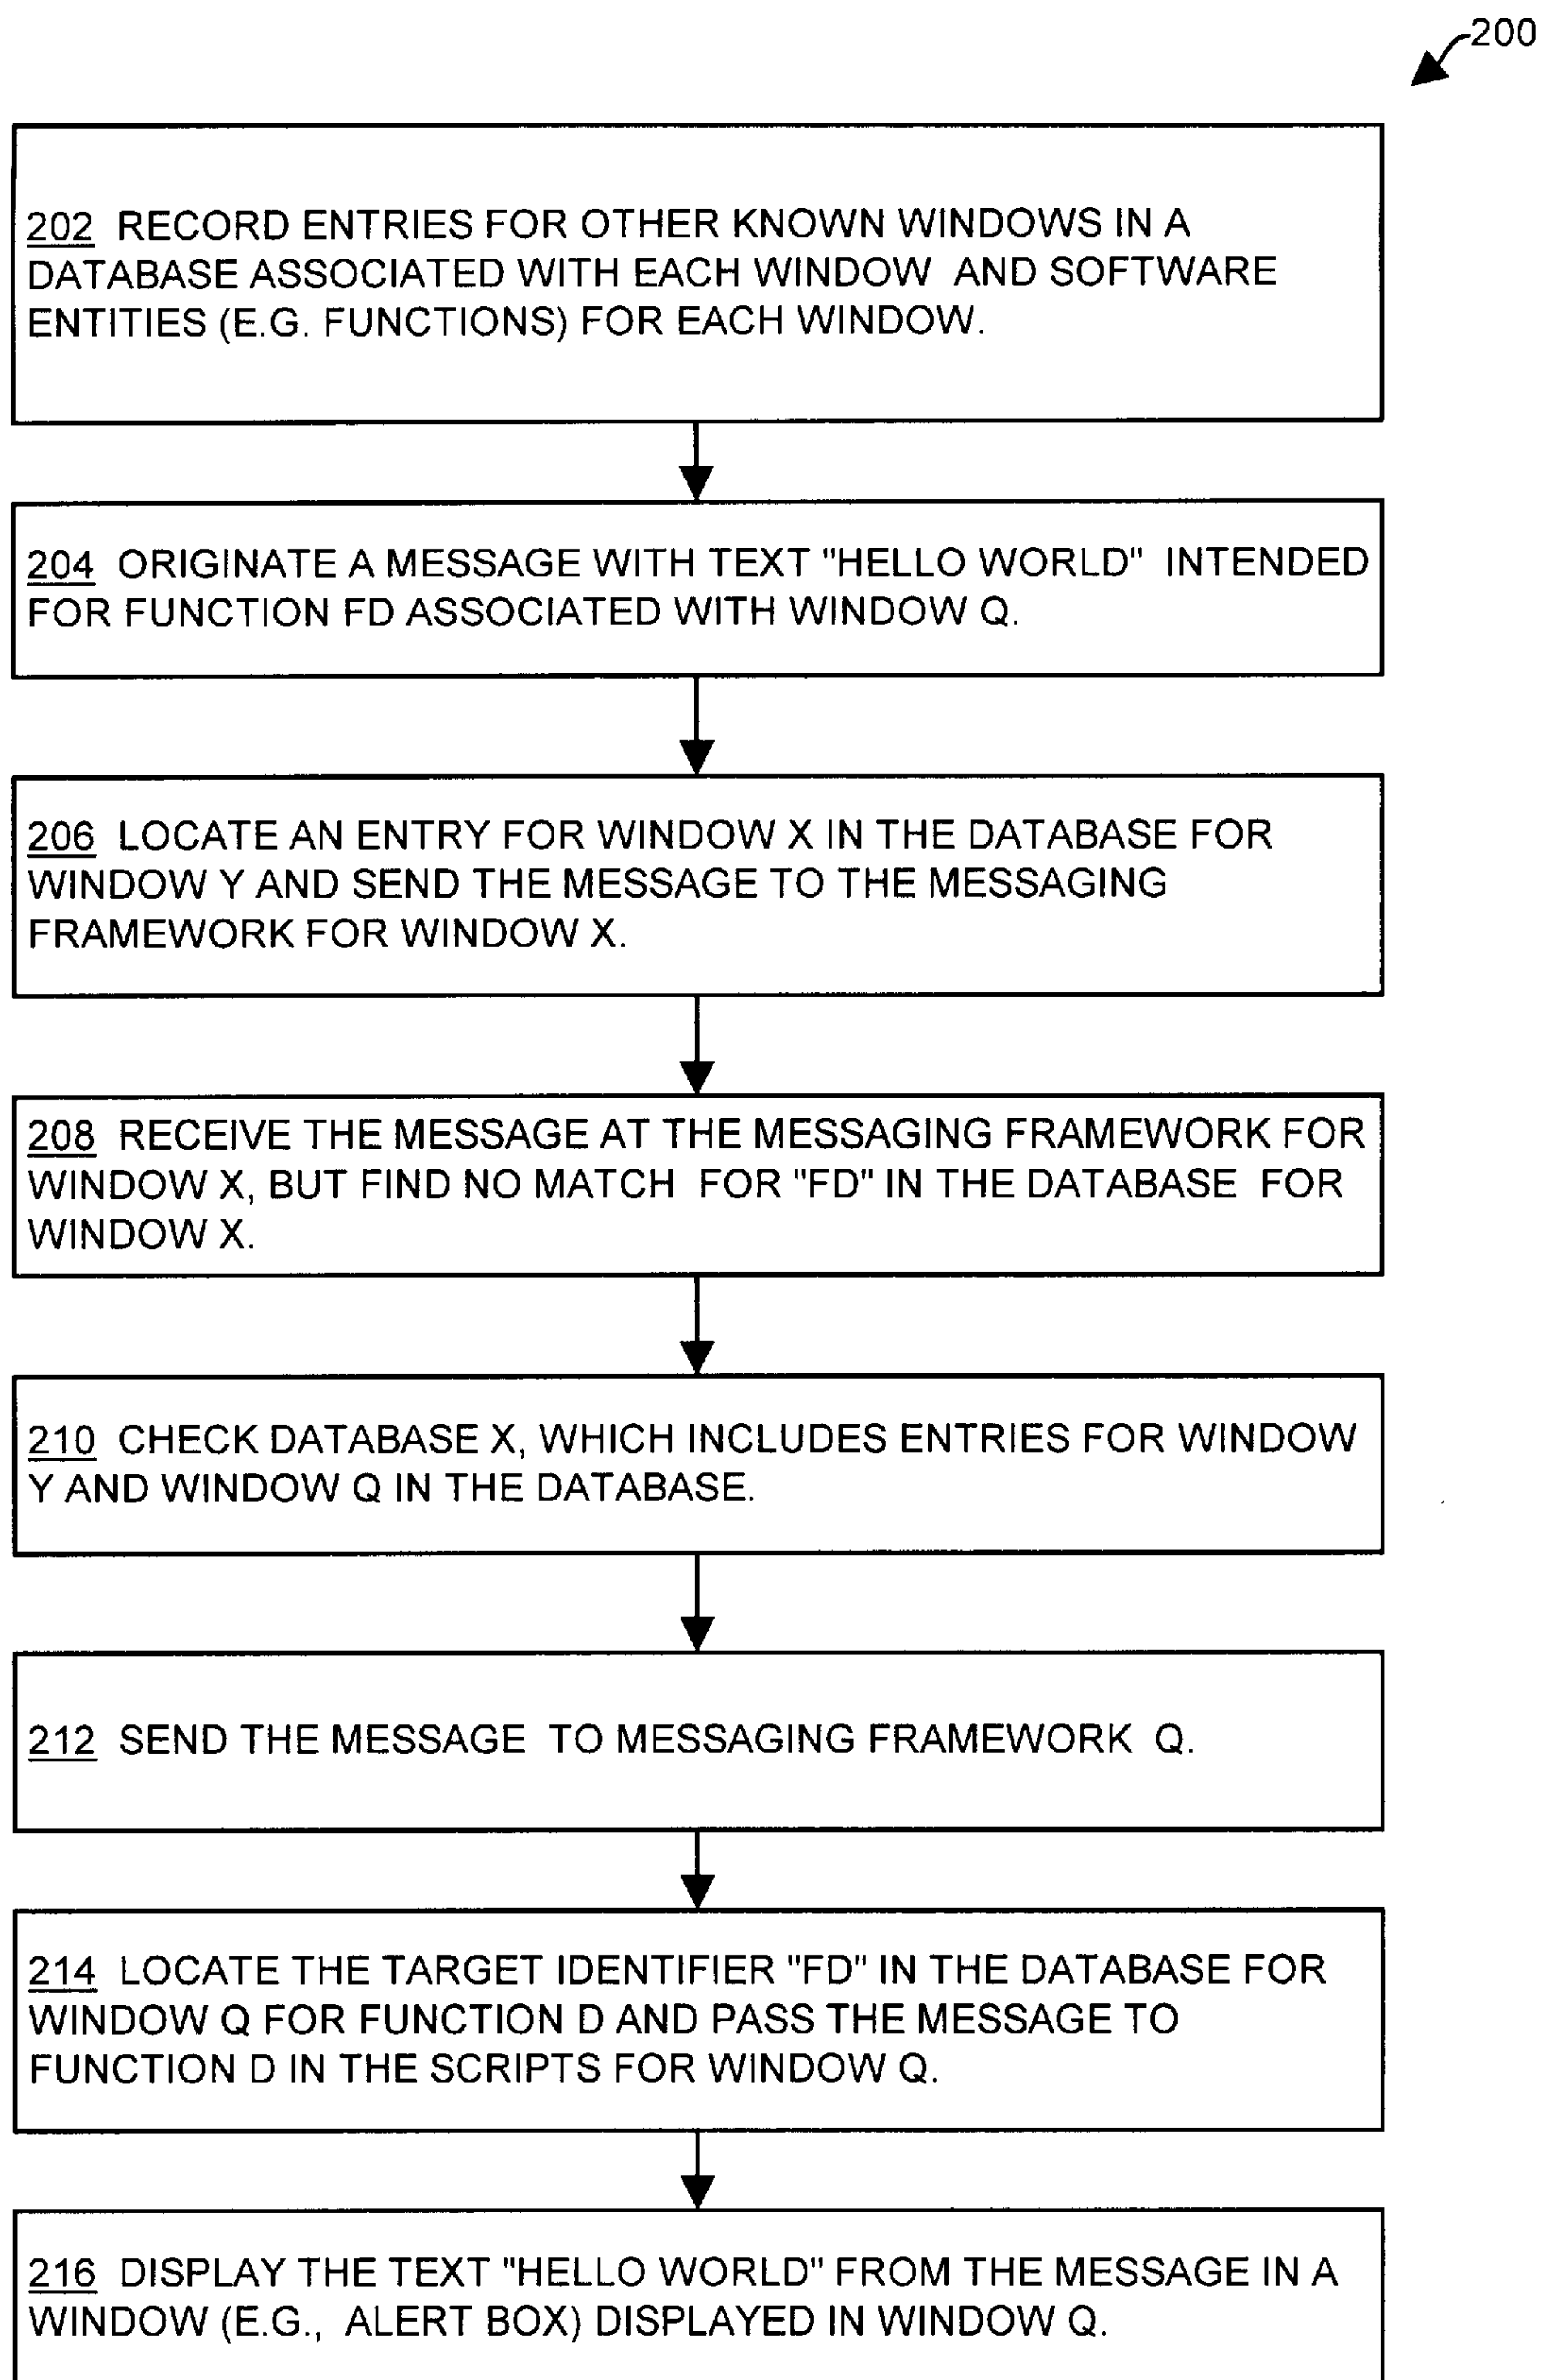 200
202 RECORD ENTRIES FOR OTHER KNOWN WINDOWS IN A
DATABASE ASSOCIATED WITH EACH WINDOW AND SOFTWARE
ENTITIES (E.G. FUNCTIONS) FOR EACH WINDOW.
204 ORIGINATE A MESSAGE WITH TEXT "HELLO WORLD" INTENDED
FOR FUNCTION FD ASSOCIATED WITH WINDOW Q.
206 LOCATE AN ENTRY FOR WINDOW X IN THE DATABASE FOR
WINDOW Y AND SEND THE MESSAGE TO THE MESSAGING
FRAMEWORK FOR WINDOW X.
208 RECEIVE THE MESSAGE AT THE MESSAGING FRAMEWORK FOR
WINDOW X, BUT FIND NO MATCH FOR "FD" IN THE DATABASE FOR
WINDOW X.
210 CHECK DATABASE X, WHICH INCLUDES ENTRIES FOR WINDOW
Y AND WINDOW Q IN THE DATABASE.
212 SEND THE MESSAGE TO MESSAGING FRAMEWORK Q.
214 LOCATE THE TARGET IDENTIFIER "FD" IN THE DATABASE FOR
WINDOW Q FOR FUNCTION D AND PASS THE MESSAGE TO
FUNCTION D IN THE SCRIPTS FOR WINDOW Q.
216 DISPLAY THE TEXT "HELLO WORLD" FROM THE MESSAGE IN A
WINDOW (E.G., ALERT BOX) DISPLAYED IN WINDOW Q.